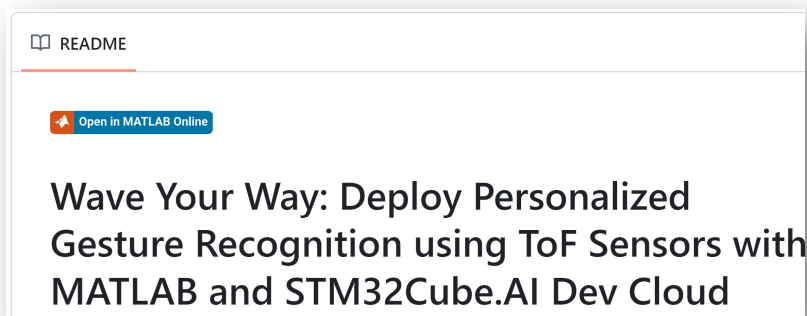 README
Open in MATLAB Online
Wave Your Way: Deploy Personalized
Gesture Recognition using ToF Sensors with
MATLAB and STM32Cube.AI Dev Cloud